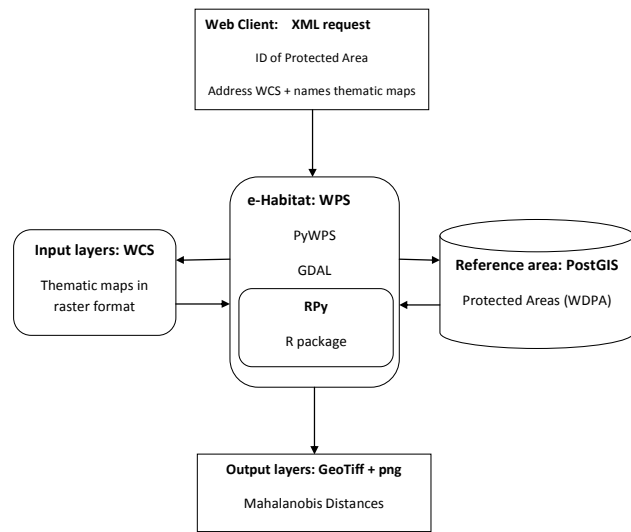 Web Client: XML request
ID of Protected Area
Address WCS + names thematic maps
e-Habitat: WPS
PyWPS
GDAL
RPy
R package
Input layers: WCS
Thematic maps in
raster format
Reference area: PostGIS
Protected Areas (WDPA)
Output layers: GeoTiff + png
Mahalanobis Distances